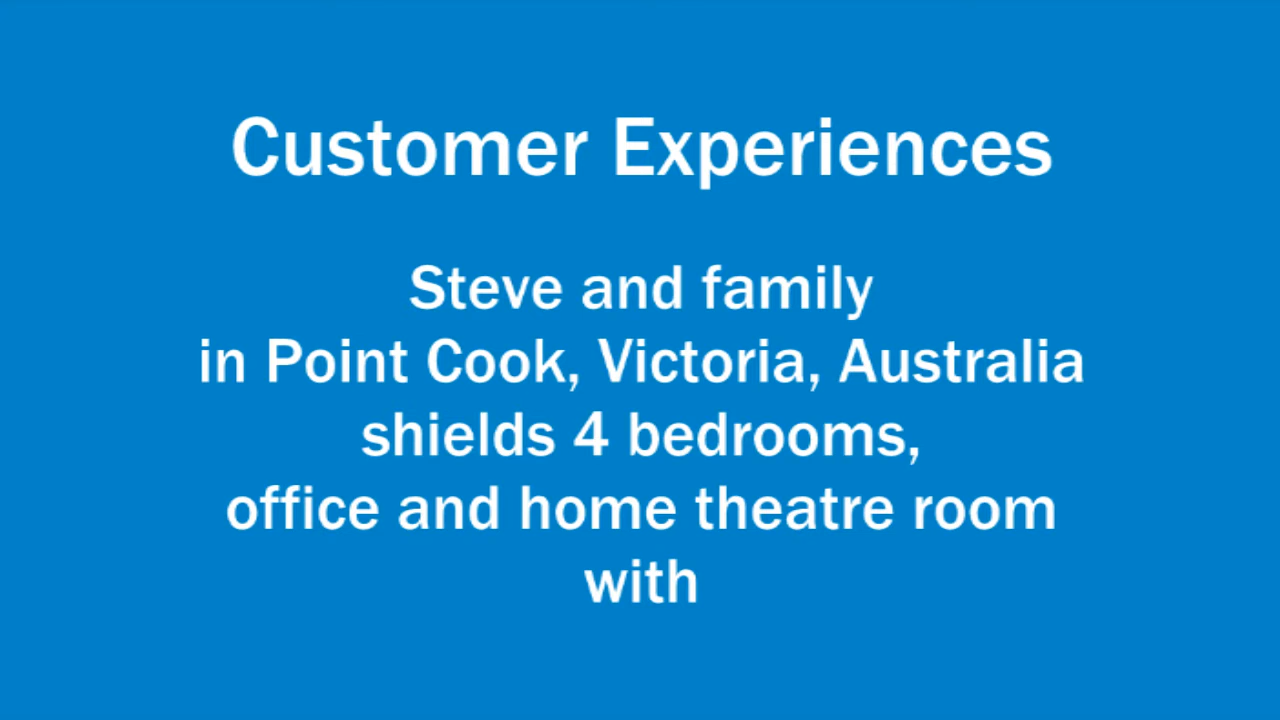 Customer Experiences
Steve and family
in Point Cook, Victoria, Australia
shields 4 bedrooms,
office and home theatre room
with